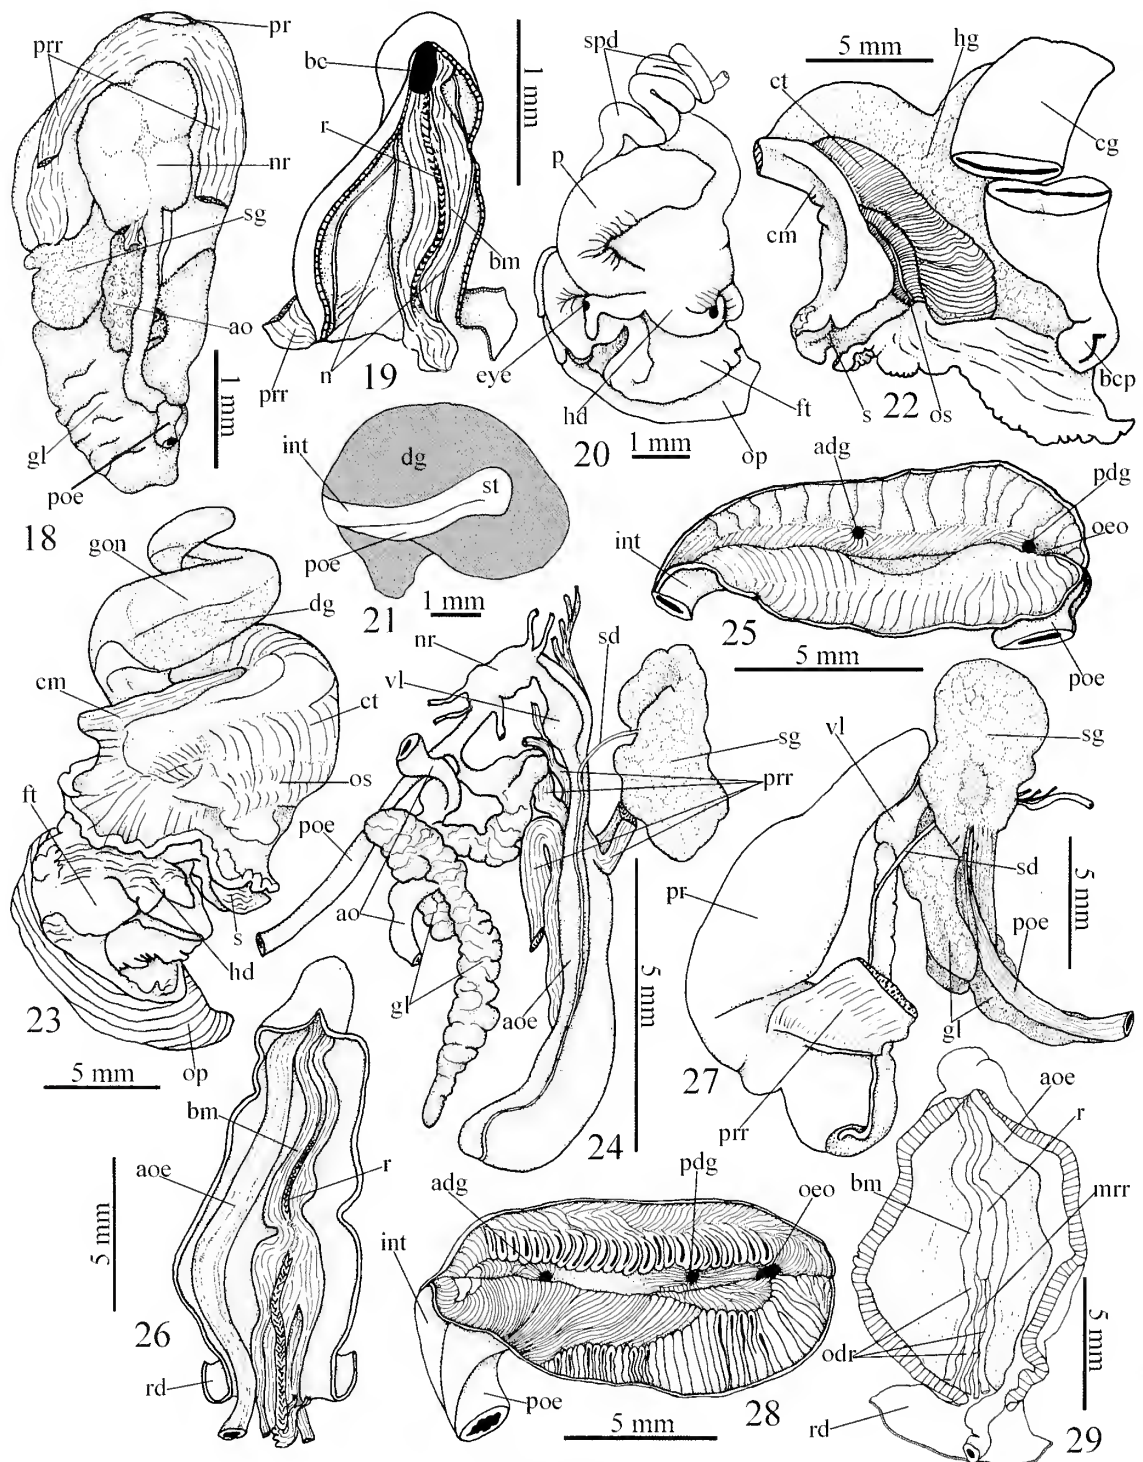 pr
prr
nr
sg
ao
1 mm
gl
poe
18
bc
r
1 mm
bm
n
prr
19
spd
p
eye
hd
ft
op
20
1 mm
5 mm
hg
ct
cg
cm
s
os
bcp
22
int
dg
st
poe
21
1 mm
adg
pdg
oeo
int
25
5 mm
poe
gon
dg
cm
ct
os
ft
s
hd
23
op
5 mm
nr
sd
vl
sg
prr
poe
ao
gl
aoe
24
5 mm
vl
sg
sd
pr
poe
gl
prr
27
5 mm
bm
aoe
r
5 mm
26
rd
adg
pdg
oeo
int
poe
5 mm
28
aoe
r
bm
mrr
odr
rd
5 mm
29